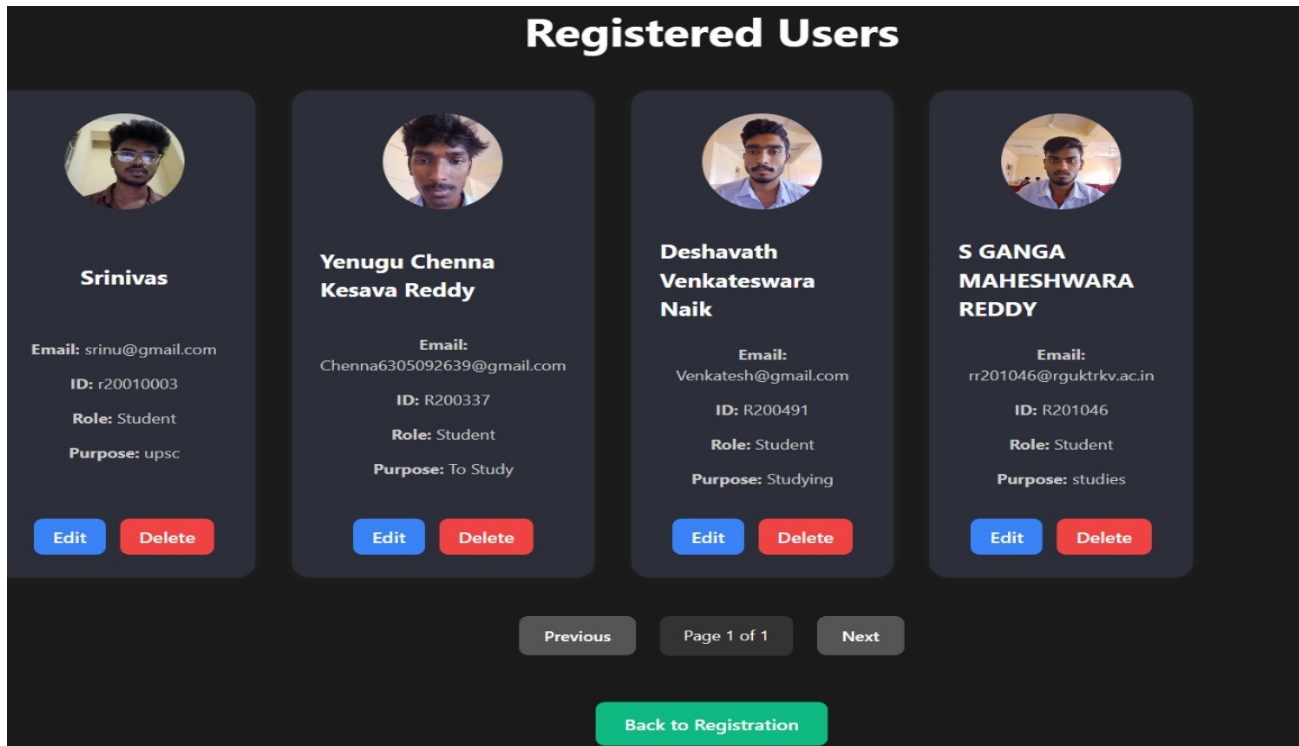 Registered Users
Srinivas
Email: srinu@gmail.com
ID: r20010003
Role: Student
Purpose: upsc
Edit Delete
Yenugu Chenna
Kesava Reddy
Email:
Chenna6305092639@gmail.com
ID: R200337
Role: Student
Purpose: To Study
Edit Delete
Deshavath
Venkateswara
Naik
Email:
Venkatesh@gmail.com
ID: R200491
Role: Student
Purpose: Studying
Edit Delete
S GANGA
MAHESHWARA
REDDY
Email:
rr201046@rguktrkv.ac.in
ID: R201046
Role: Student
Purpose: studies
Edit Delete
Previous Page 1 of 1 Next
Back to Registration